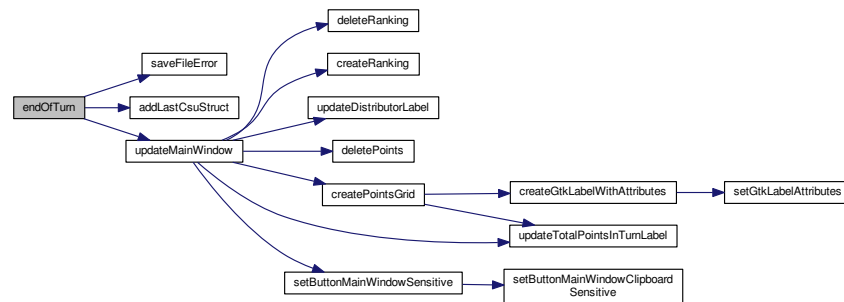 deleteRanking
saveFileError
createRanking
endOfTurn
addLastCsuStruct
updateDistributorLabel
updateMainWindow
deletePoints
createPointsGrid
createGtkLabelWithAttributes
setGtkLabelAttributes
updateTotalPointsInTurnLabel
setButtonMainWindowSensitive
setButtonMainWindowClipboard
Sensitive